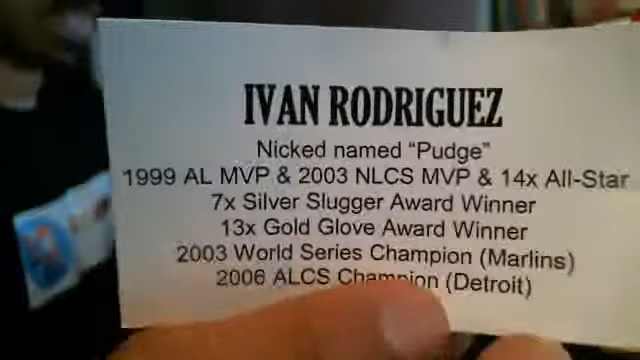 IVAN RODRIGUEZ
Nicked named “Pudge”
1999 AL MVP & 2003 NLCS MVP & 14x All-Star
7x Silver Slugger Award Winner
13x Gold Glove Award Winner
2003 World Series Champion (Marlins)
2006 ALCS Champion (Detroit)